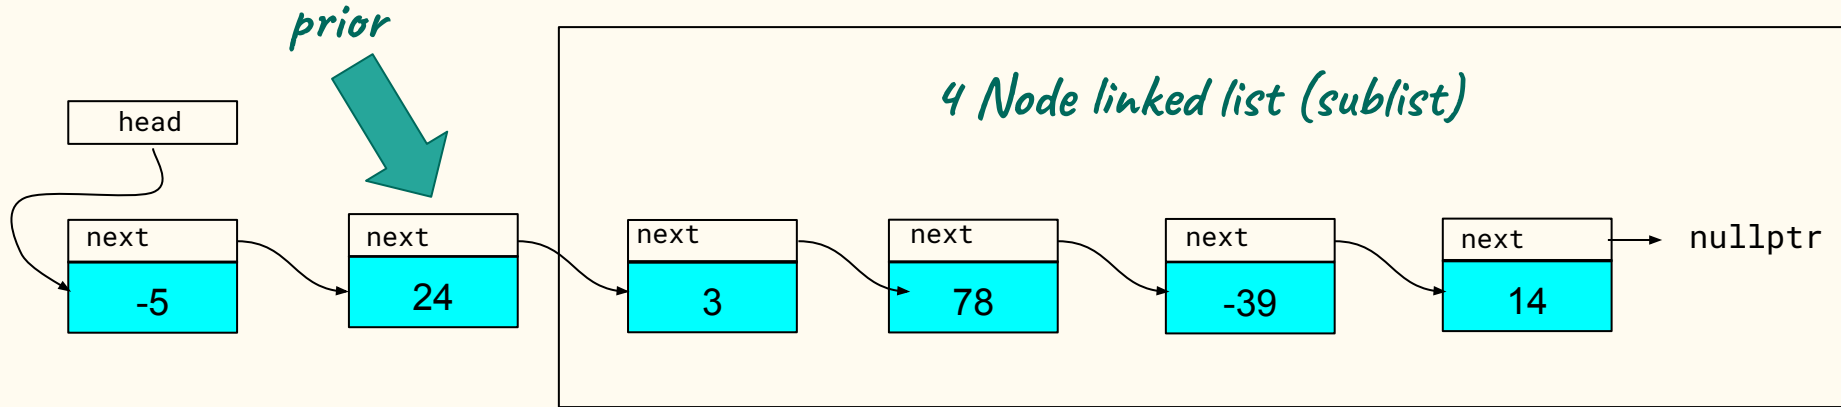 prior
4 Node linked list (sublist)
head
next next next next next next nullptr
-5 24 3 78 -39 14